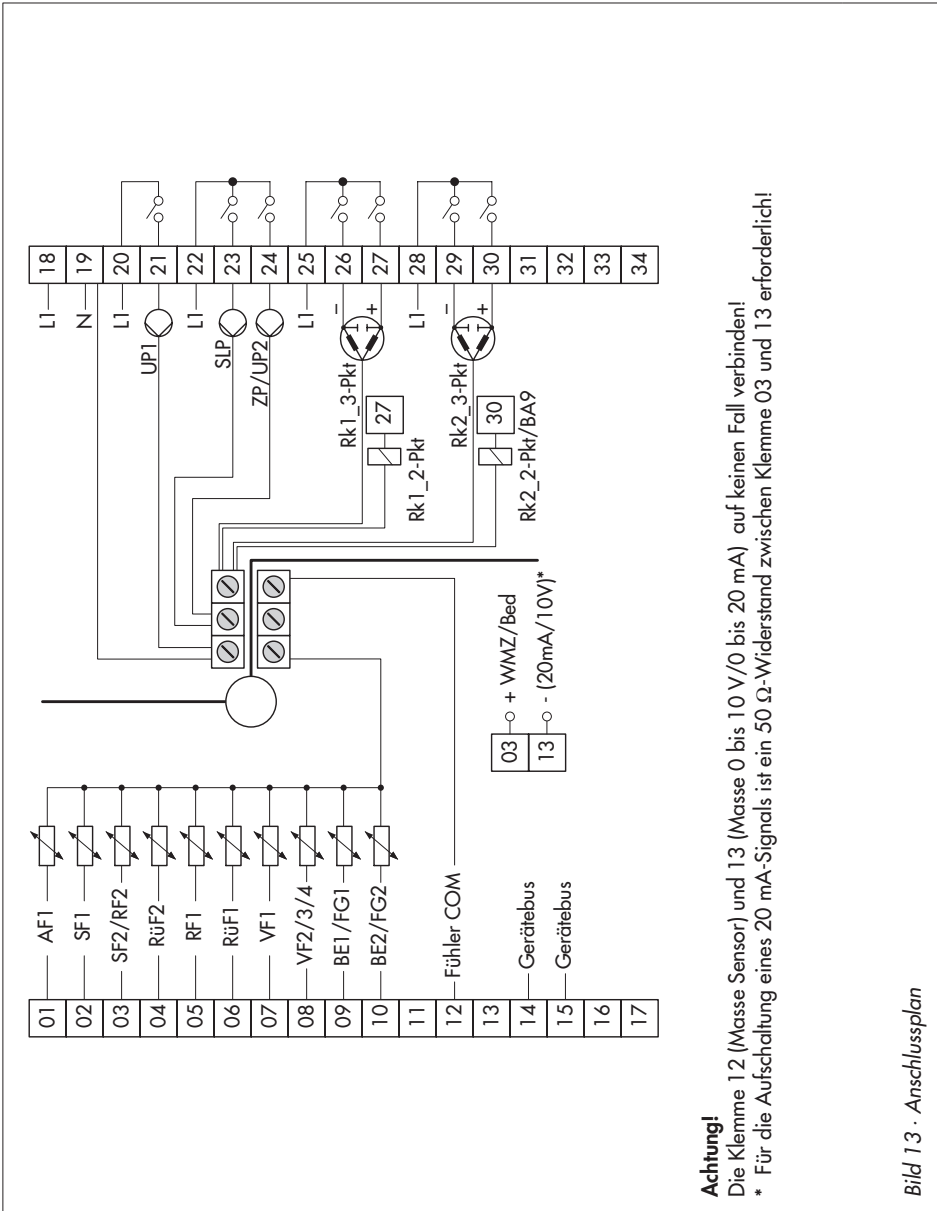 01
AF1
02
SF1
03
SF2/RF2
04
RüF2
05
RF1
06
RüF1
07
VF1
08
VF2/3/4
09
BE1/FG1
10
BE2/FG2
11
12
Fühler COM
13
14
Gerätebus
15
Gerätebus
16
17
03
+ WMZ/Bed
13
- (20mA/10V)*
L1
18
N
19
L1
20
UP1
21
L1
22
SLP
23
ZP/UP2
24
L1
25
–
26
+
27
Rk1_3-Pkt
27
Rk1_2-Pkt
L1
28
–
29
+
30
Rk2_3-Pkt
30
Rk2_2-Pkt/BA9
31
32
33
34
Achtung!
Die Klemme 12 (Masse Sensor) und 13 (Masse 0 bis 10 V/0 bis 20 mA) auf keinen Fall verbinden!
* Für die Aufschaltung eines 20 mA-Signals ist ein 50 Ω-Widerstand zwischen Klemme 03 und 13 erforderlich!
Bild 13 · Anschlussplan